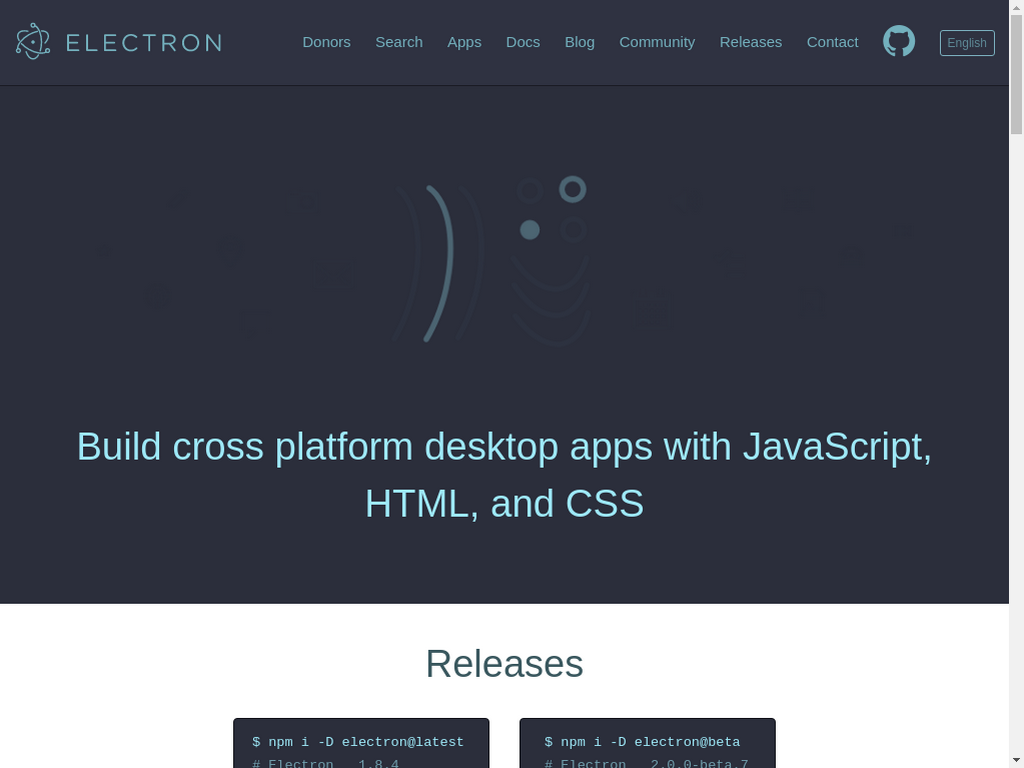 ELECTRON
Donors Search Apps Docs Blog Community Releases Contact English
Build cross platform desktop apps with JavaScript,
HTML, and CSS
Releases
$ npm i -D electron@latest
# Electron 1.8.4
$ npm i -D electron@beta
# Electron 2.0.0-beta.7